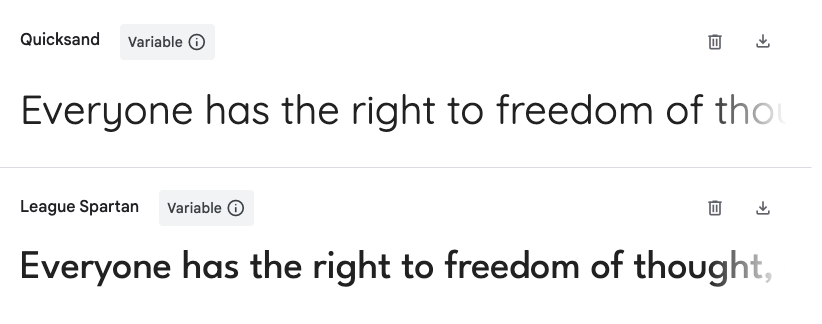 Quicksand Variable
Everyone has the right to freedom of thou
League Spartan Variable
Everyone has the right to freedom of thought,